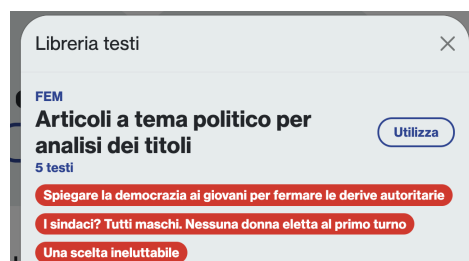 Libreria testi
FEM
Articoli a tema politico per
analisi dei titoli
Utilizza
5 testi
Spiegare la democrazia ai giovani per fermare le derive autoritarie
I sindaci? Tutti maschi. Nessuna donna eletta al primo turno
Una scelta ineluttabile